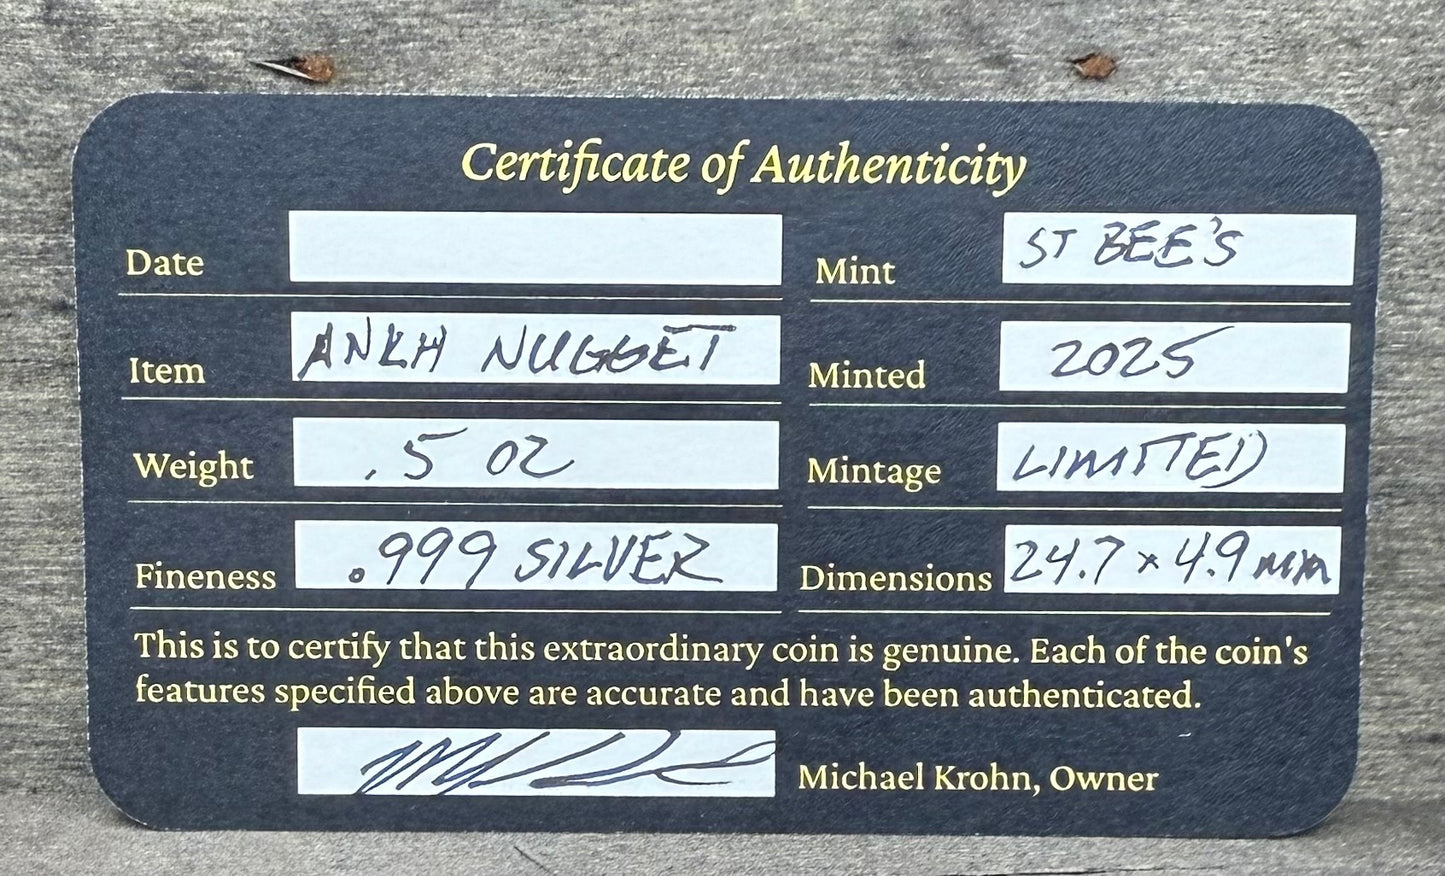 Certificate of Authenticity
Date
Mint ST BEE'S
Item ANKH NUGGET
Minted 2025
Weight .5 OZ
Mintage LIMITED
Fineness .999 SILVER
Dimensions 24.7 x 4.9 mm
This is to certify that this extraordinary coin is genuine. Each of the coin's
features specified above are accurate and have been authenticated.
Michael Krohn, Owner